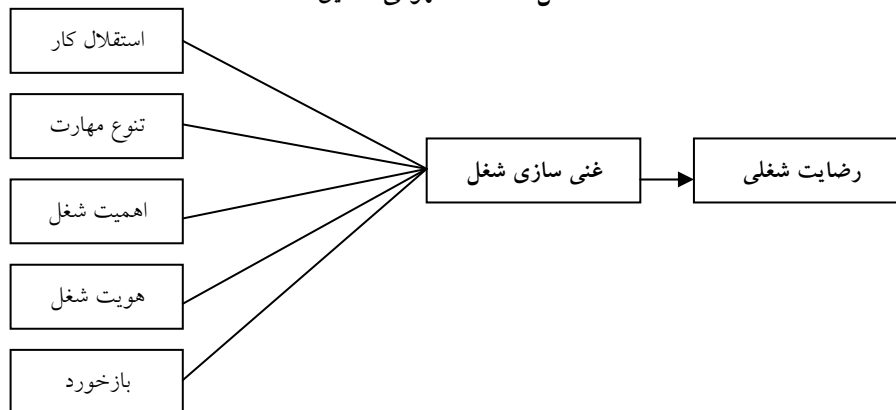 استقلال کار
تنوع مهارت
اهمیت شغل
هویت شغل
بازخورد
غنی سازی شغل
رضایت شغلی